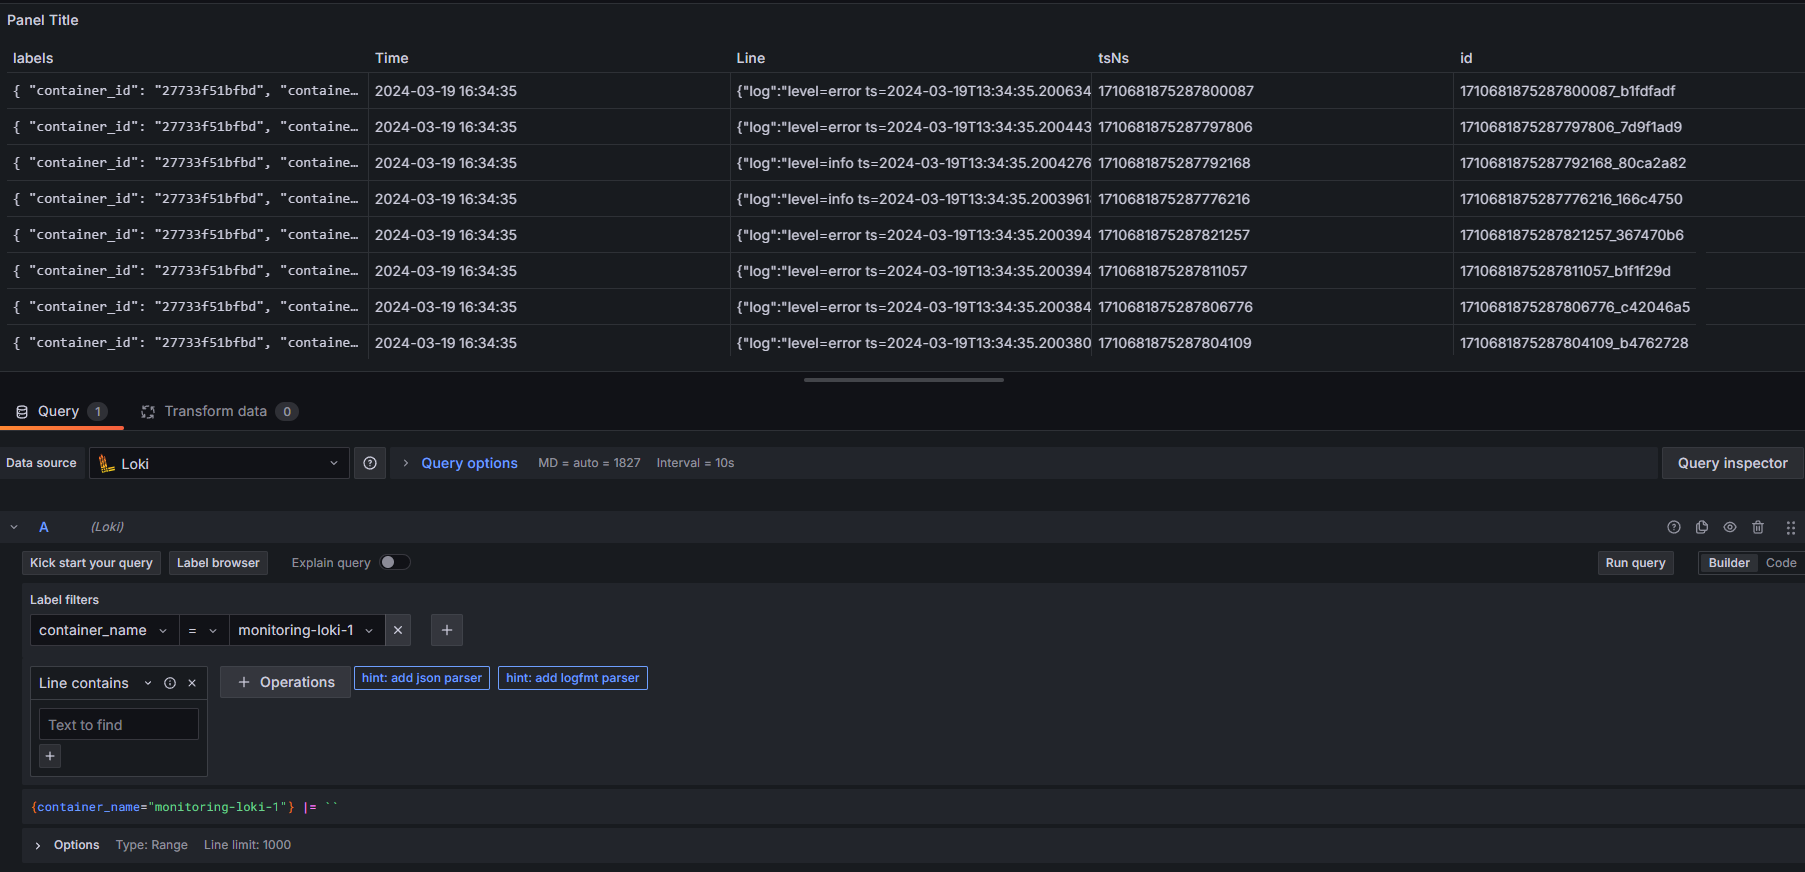 Panel Title
labels Time Line tsNs id
{ "container_id": "27733f51bfbd", "containe… 2024-03-19 16:34:35 {"log":"level=error ts=2024-03-19T13:34:35.200634 1710681875287800087 1710681875287800087_b1fdfadf
{ "container_id": "27733f51bfbd", "containe… 2024-03-19 16:34:35 {"log":"level=error ts=2024-03-19T13:34:35.200443 1710681875287797806 1710681875287797806_7d9f1ad9
{ "container_id": "27733f51bfbd", "containe… 2024-03-19 16:34:35 {"log":"level=info ts=2024-03-19T13:34:35.2004276 1710681875287792168 1710681875287792168_80ca2a82
{ "container_id": "27733f51bfbd", "containe… 2024-03-19 16:34:35 {"log":"level=info ts=2024-03-19T13:34:35.2003961 1710681875287776216 1710681875287776216_166c4750
{ "container_id": "27733f51bfbd", "containe… 2024-03-19 16:34:35 {"log":"level=error ts=2024-03-19T13:34:35.200394 1710681875287821257 1710681875287821257_367470b6
{ "container_id": "27733f51bfbd", "containe… 2024-03-19 16:34:35 {"log":"level=error ts=2024-03-19T13:34:35.200394 1710681875287811057 1710681875287811057_b1f1f29d
{ "container_id": "27733f51bfbd", "containe… 2024-03-19 16:34:35 {"log":"level=error ts=2024-03-19T13:34:35.200384 1710681875287806776 1710681875287806776_c42046a5
{ "container_id": "27733f51bfbd", "containe… 2024-03-19 16:34:35 {"log":"level=error ts=2024-03-19T13:34:35.200380 1710681875287804109 1710681875287804109_b4762728
Query 1 Transform data 0
Data source Loki Query options MD = auto = 1827 Interval = 10s Query inspector
A (Loki)
Kick start your query Label browser Explain query Run query Builder Code
Label filters
container_name = monitoring-loki-1
Line contains Operations hint: add json parser hint: add logfmt parser
Text to find
{container_name="monitoring-loki-1"} |= ``
Options Type: Range Line limit: 1000